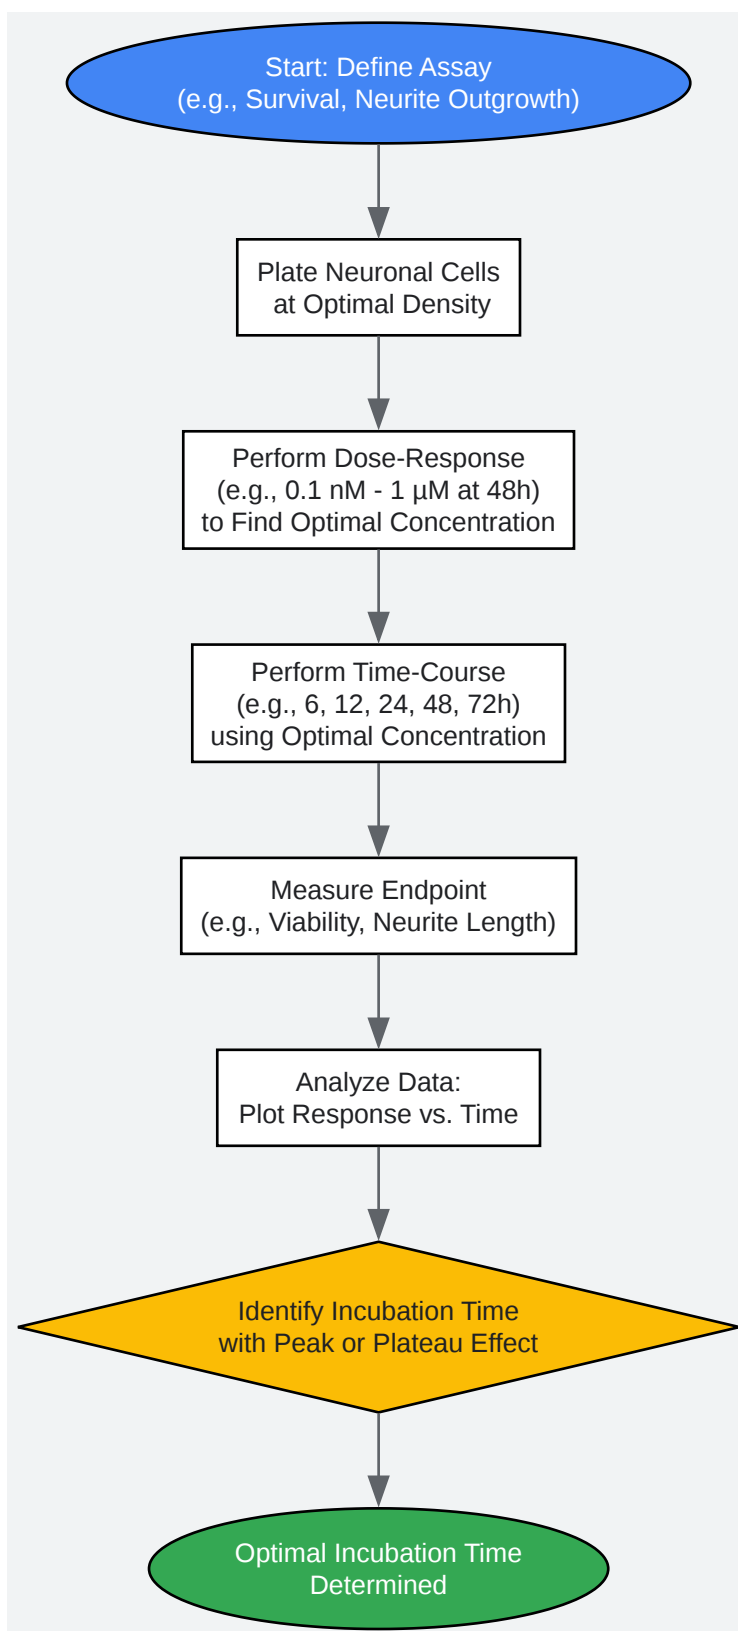 Start: Define Assay
(e.g., Survival, Neurite Outgrowth)
Plate Neuronal Cells
at Optimal Density
Perform Dose-Response
(e.g., 0.1 nM - 1 µM at 48h)
to Find Optimal Concentration
Perform Time-Course
(e.g., 6, 12, 24, 48, 72h)
using Optimal Concentration
Measure Endpoint
(e.g., Viability, Neurite Length)
Analyze Data:
Plot Response vs. Time
Identify Incubation Time
with Peak or Plateau Effect
Optimal Incubation Time
Determined